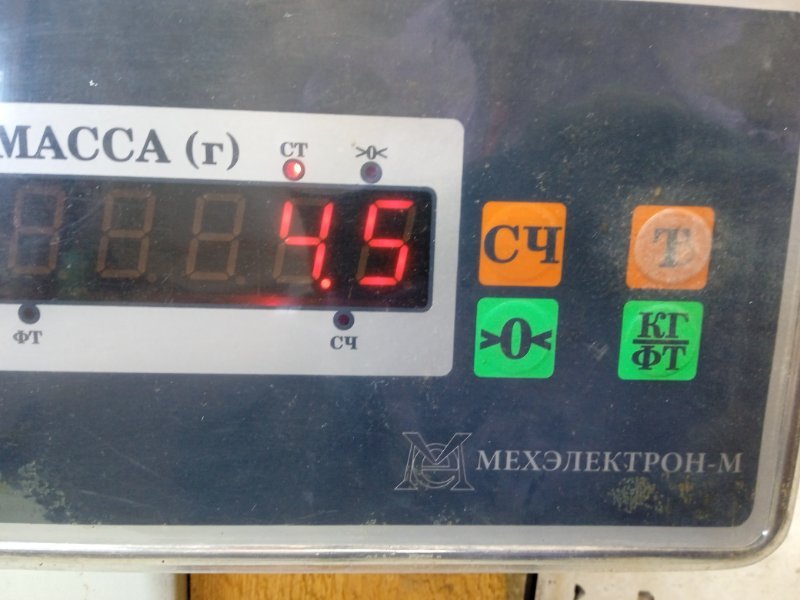 МАССА (г)
СТ >0<
4.5
ФТ СЧ
СЧ Т
>0< КГ
ФТ
МЕХЭЛЕКТРОН-М